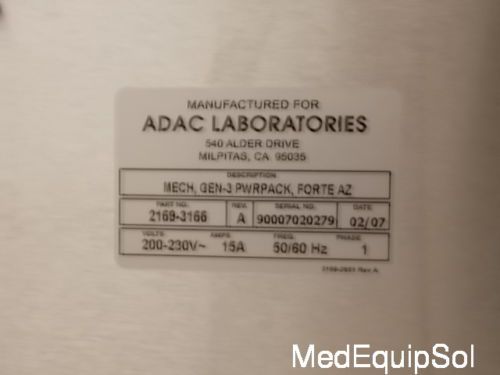 MANUFACTURED FOR
ADAC LABORATORIES
540 ALDER DRIVE
MILPITAS, CA 95035
DESCRIPTION
MECH, GEN-3 PWRPACK, FORTE AZ
PART NO. REV. SERIAL NO. DATE
2169-3166 A 90007020279 02/07
VOLTS AMPS. FREQ. PHASE
200-230V~ 15A 50/60 Hz 1
Rev A
MedEquipSol